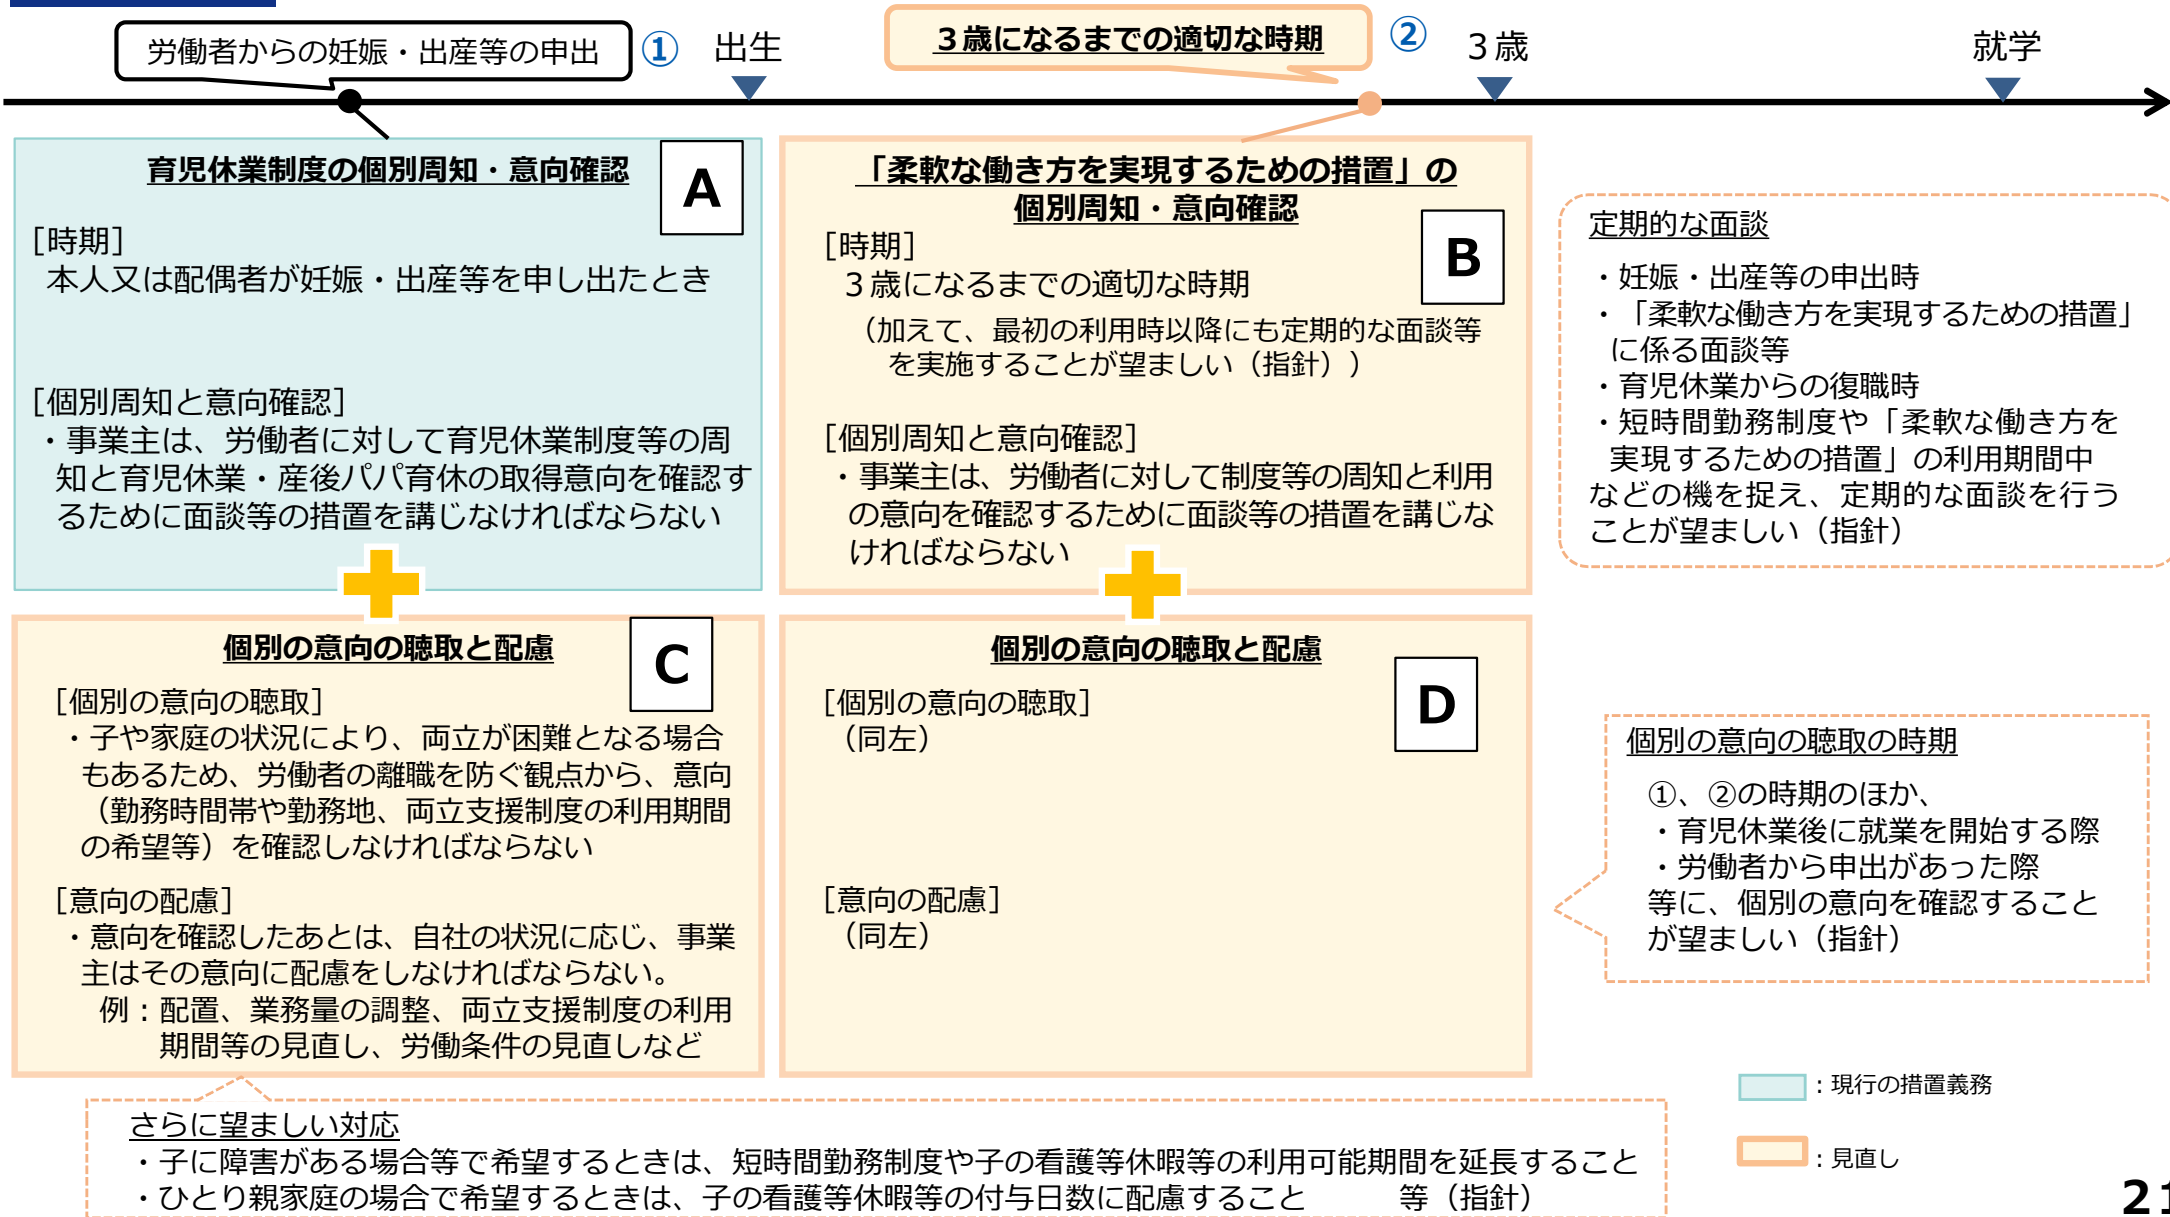 労働者からの妊娠・出産等の申出
①
出生
３歳になるまでの適切な時期
②
３歳
就学
育児休業制度の個別周知・意向確認
A
［時期］
本人又は配偶者が妊娠・出産等を申し出たとき
［個別周知と意向確認］
・事業主は、労働者に対して育児休業制度等の周
知と育児休業・産後パパ育休の取得意向を確認す
るために面談等の措置を講じなければならない
「柔軟な働き方を実現するための措置」の
個別周知・意向確認
B
［時期］
３歳になるまでの適切な時期
（加えて、最初の利用時以降にも定期的な面談等
を実施することが望ましい（指針））
［個別周知と意向確認］
・事業主は、労働者に対して制度等の周知と利用
の意向を確認するために面談等の措置を講じな
ければならない
定期的な面談
・妊娠・出産等の申出時
・「柔軟な働き方を実現するための措置」
に係る面談等
・育児休業からの復職時
・短時間勤務制度や「柔軟な働き方を
実現するための措置」の利用期間中
などの機を捉え、定期的な面談を行う
ことが望ましい（指針）
個別の意向の聴取と配慮
C
［個別の意向の聴取］
・子や家庭の状況により、両立が困難となる場合
もあるため、労働者の離職を防ぐ観点から、意向
（勤務時間帯や勤務地、両立支援制度の利用期間
の希望等）を確認しなければならない
［意向の配慮］
・意向を確認したあとは、自社の状況に応じ、事業
主はその意向に配慮をしなければならない。
例：配置、業務量の調整、両立支援制度の利用
期間等の見直し、労働条件の見直しなど
個別の意向の聴取と配慮
D
［個別の意向の聴取］
（同左）
［意向の配慮］
（同左）
個別の意向の聴取の時期
①、②の時期のほか、
・育児休業後に就業を開始する際
・労働者から申出があった際
等に、個別の意向を確認すること
が望ましい（指針）
さらに望ましい対応
・子に障害がある場合等で希望するときは、短時間勤務制度や子の看護等休暇等の利用可能期間を延長すること
・ひとり親家庭の場合で希望するときは、子の看護等休暇等の付与日数に配慮すること　　　等（指針）
：現行の措置義務
：見直し
21